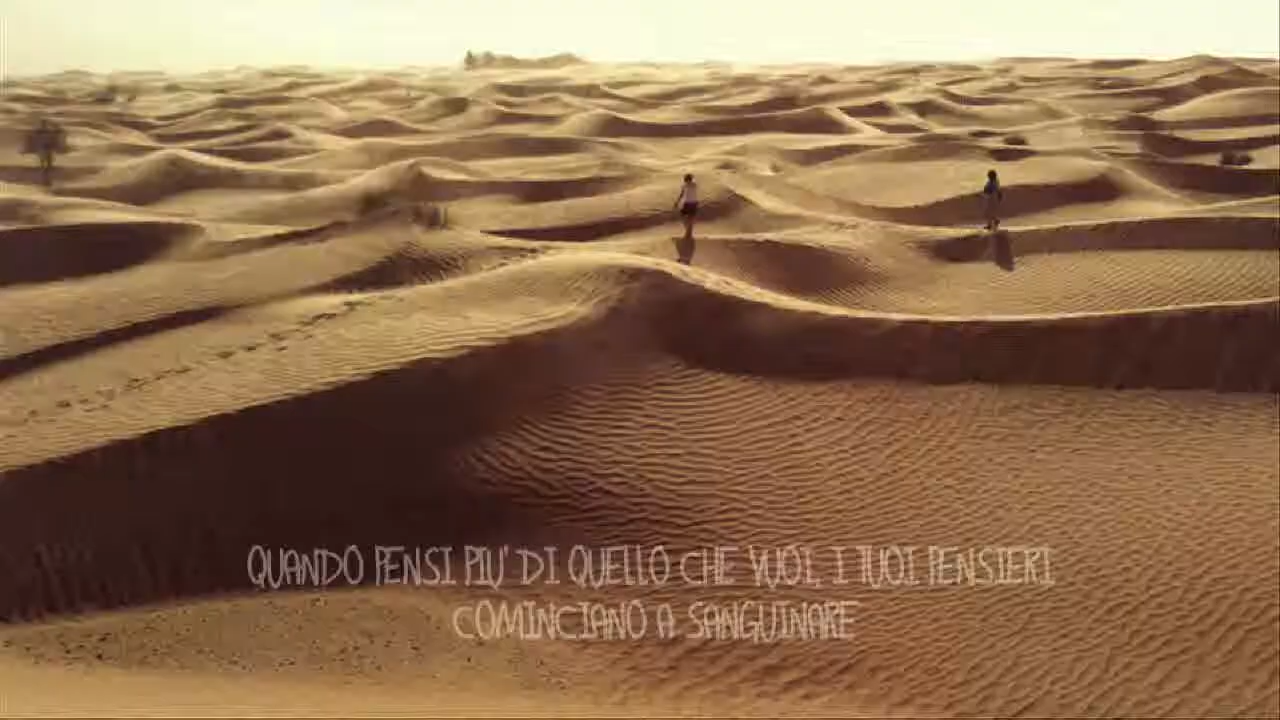 QUANDO PENSI PIU' DI QUELLO CHE VUOI, I TUOI PENSIERI
COMINCIANO A SANGUINARE